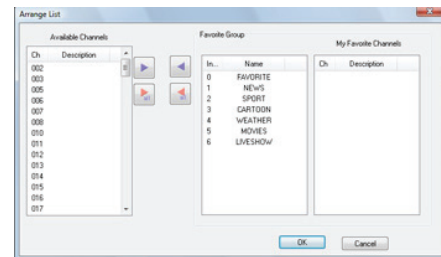 Arrange List
Available Channels
Ch Description
002
003
005
006
007
008
010
011
012
013
014
015
016
017
Favorite Group
In... Name
0 FAVORITE
1 NEWS
2 SPORT
3 CARTOON
4 WEATHER
5 MOVIES
6 LIVESHOW
My Favorite Channels
Ch Description
OK
Cancel